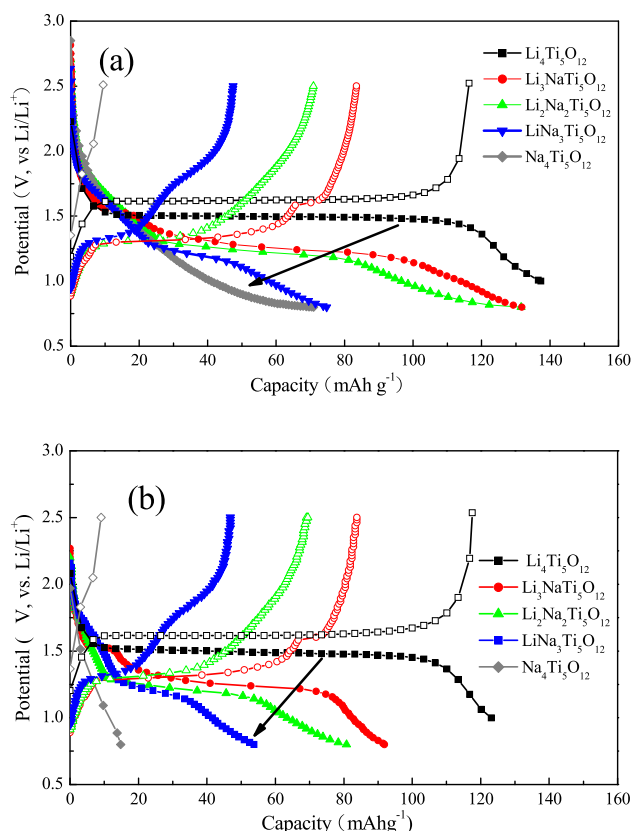 (a)
3.0
2.5
2.0
1.5
1.0
0.5
Potential (V, vs Li/Li⁺)
Li₄Ti₅O₁₂
Li₃NaTi₅O₁₂
Li₂Na₂Ti₅O₁₂
LiNa₃Ti₅O₁₂
Na₄Ti₅O₁₂
0 20 40 60 80 100 120 140 160
Capacity (mAh g⁻¹)
(b)
3.0
2.5
2.0
1.5
1.0
0.5
Potential ( V, vs. Li/Li⁺)
Li₄Ti₅O₁₂
Li₃NaTi₅O₁₂
Li₂Na₂Ti₅O₁₂
LiNa₃Ti₅O₁₂
Na₄Ti₅O₁₂
0 20 40 60 80 100 120 140 160
Capacity (mAhg⁻¹)